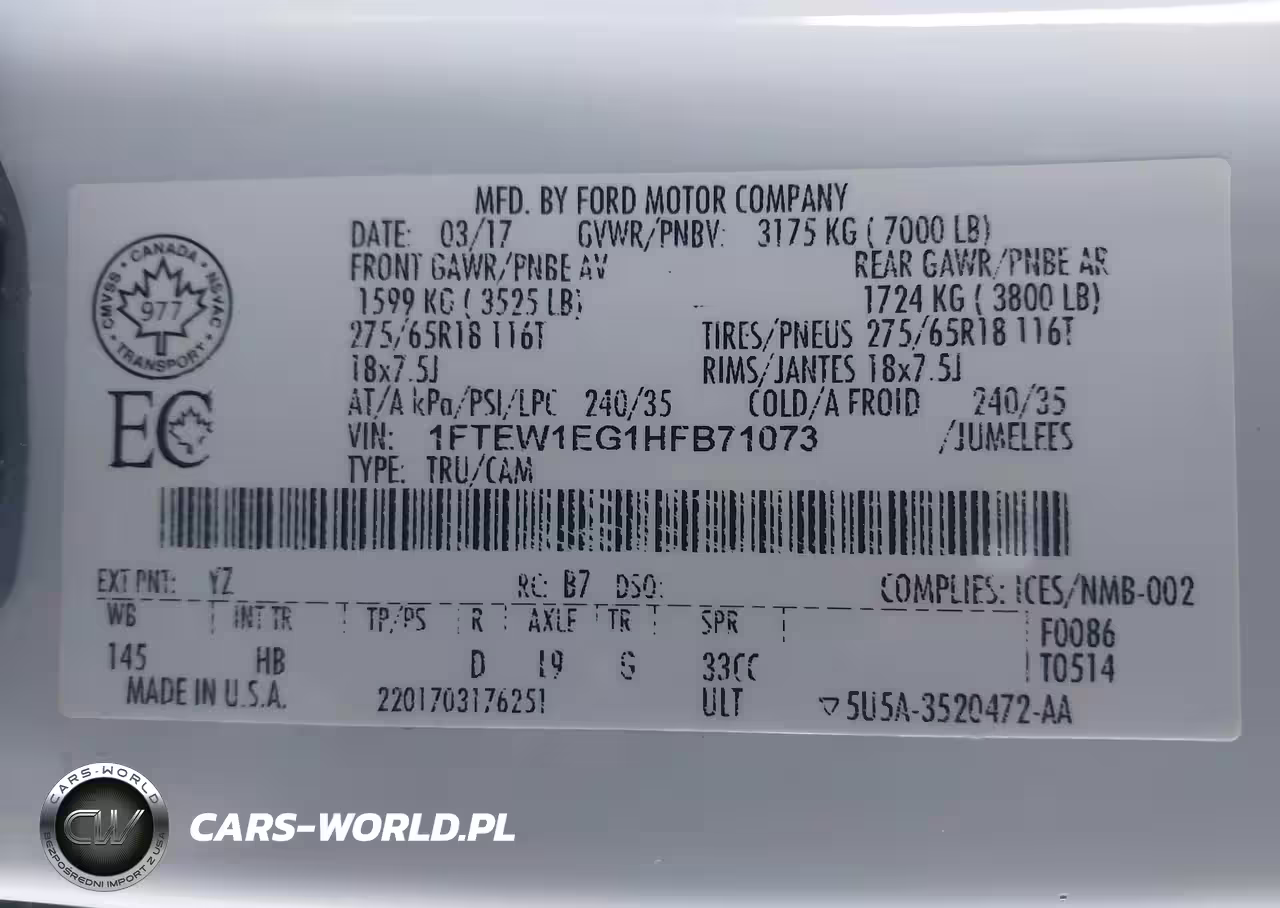 MFD. BY FORD MOTOR COMPANY
DATE: 03/17 GVWR/PNBV: 3175 KG ( 7000 LB)
FRONT GAWR/PNBE AV REAR GAWR/PNBE AR
1599 KG ( 3525 LB) 1724 KG ( 3800 LB)
275/65R18 116T TIRES/PNEUS 275/65R18 116T
18x7.5J RIMS/JANTES 18x7.5J
AT/A kPa/PSI/LPC 240/35 COLD/A FROID 240/35
VIN: 1FTEW1EG1HFB71073 /JUMELEES
TYPE: TRU/CAM
CMVSS • CANADA • NSVAC • TRANSPORT •
977
EC
EXT PNT: YZ RC: B7 DSO: COMPLIES: ICES/NMB-002
WB INT TR TP/PS R AXLE TR SPR F0086
145 HB D 19 G 33CC T0514
MADE IN U.S.A. 2201703176251 ULT ▽5U5A-3520472-AA
CARS-WORLD
CW
BEZPOŚREDNI IMPORT Z USA
CARS-WORLD.PL